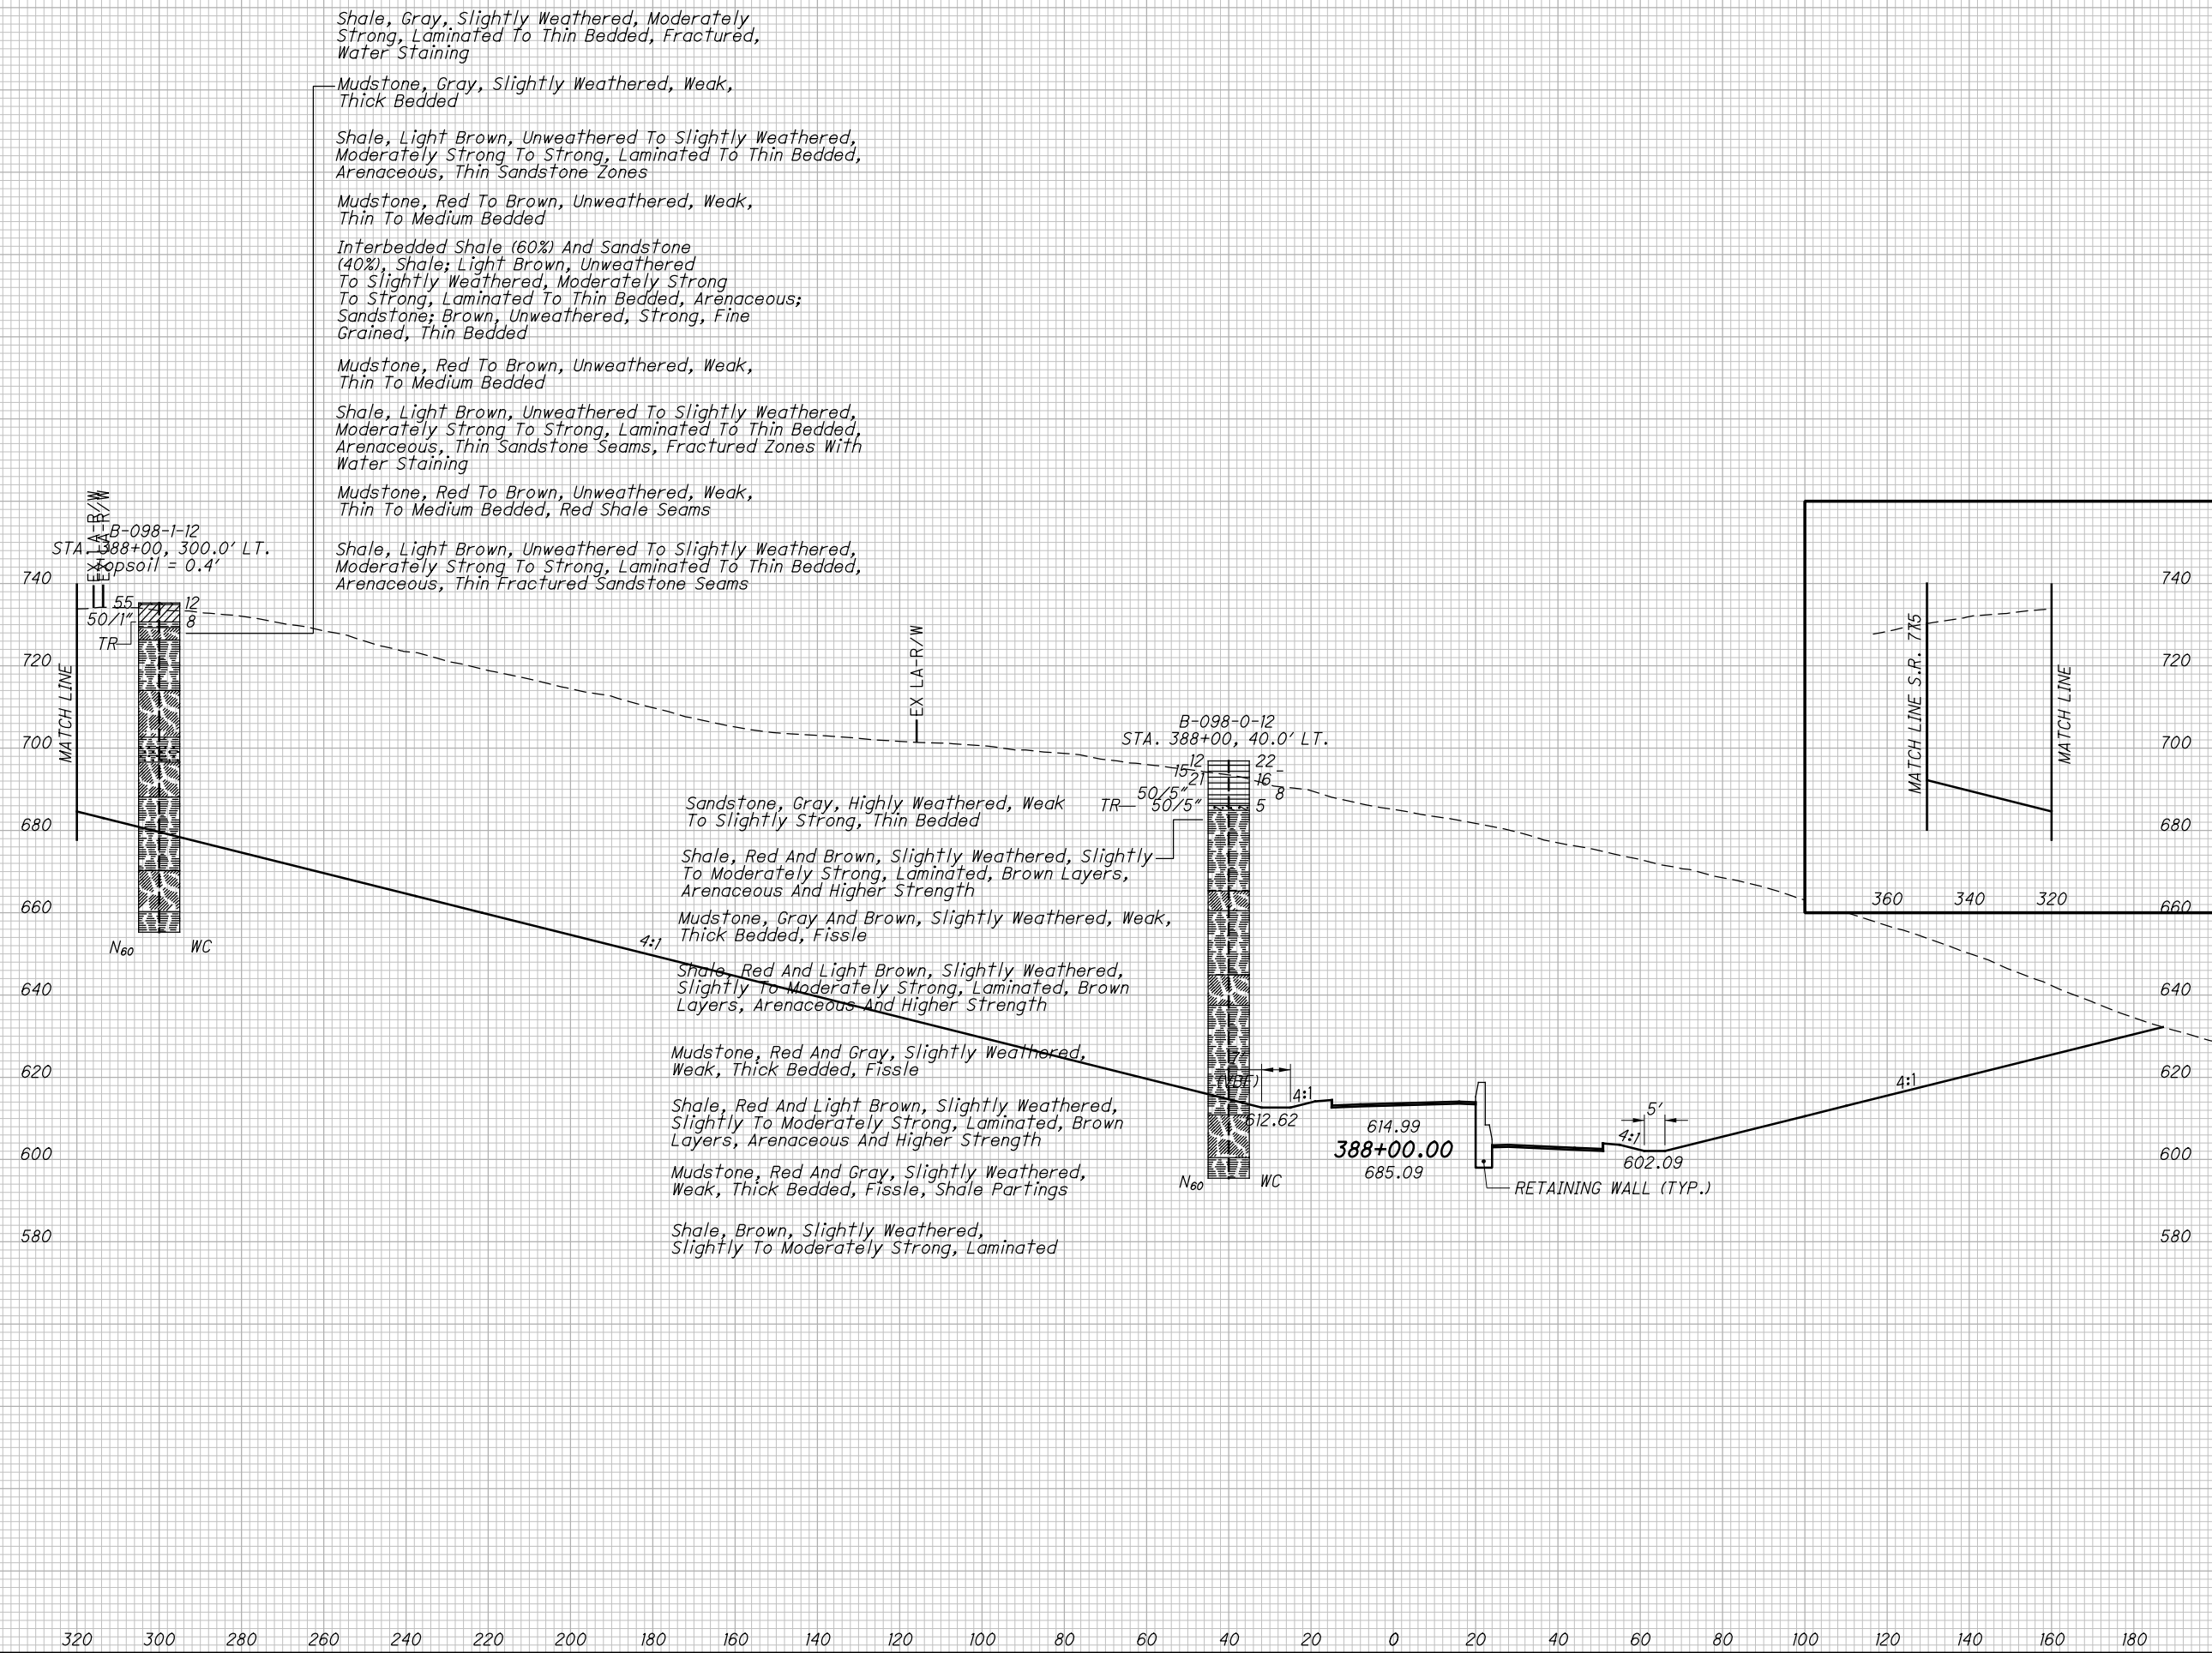 Shale, Gray, Slightly Weathered, Moderately
Strong, Laminated To Thin Bedded, Fractured,
Water Staining
Mudstone, Gray, Slightly Weathered, Weak,
Thick Bedded
Shale, Light Brown, Unweathered To Slightly Weathered,
Moderately Strong To Strong, Laminated To Thin Bedded,
Arenaceous, Thin Sandstone Zones
Mudstone, Red To Brown, Unweathered, Weak,
Thin To Medium Bedded
Interbedded Shale (60%) And Sandstone
(40%), Shale; Light Brown, Unweathered
To Slightly Weathered, Moderately Strong
To Strong, Laminated To Thin Bedded, Arenaceous;
Sandstone; Brown, Unweathered, Strong, Fine
Grained, Thin Bedded
Mudstone, Red To Brown, Unweathered, Weak,
Thin To Medium Bedded
Shale, Light Brown, Unweathered To Slightly Weathered,
Moderately Strong To Strong, Laminated To Thin Bedded,
Arenaceous, Thin Sandstone Seams, Fractured Zones With
Water Staining
Mudstone, Red To Brown, Unweathered, Weak,
Thin To Medium Bedded, Red Shale Seams
Shale, Light Brown, Unweathered To Slightly Weathered,
Moderately Strong To Strong, Laminated To Thin Bedded,
Arenaceous, Thin Fractured Sandstone Seams
EX LA-R/W
EX LA-R/W
B-098-1-12
STA. 388+00, 300.0' LT.
Topsoil = 0.4'
55 12
50/1" 8
TR
MATCH LINE
N60 WC
740
720
700
680
660
640
620
600
580
EX LA-R/W
B-098-0-12
STA. 388+00, 40.0' LT.
12 22
15 -
21 16
50/5" 8
TR 50/5" 5
Sandstone, Gray, Highly Weathered, Weak
To Slightly Strong, Thin Bedded
Shale, Red And Brown, Slightly Weathered, Slightly
To Moderately Strong, Laminated, Brown Layers,
Arenaceous And Higher Strength
Mudstone, Gray And Brown, Slightly Weathered, Weak,
Thick Bedded, Fissle
4:1
Shale, Red And Light Brown, Slightly Weathered,
Slightly To Moderately Strong, Laminated, Brown
Layers, Arenaceous And Higher Strength
Mudstone, Red And Gray, Slightly Weathered,
Weak, Thick Bedded, Fissle
Shale, Red And Light Brown, Slightly Weathered,
Slightly To Moderately Strong, Laminated, Brown
Layers, Arenaceous And Higher Strength
Mudstone, Red And Gray, Slightly Weathered,
Weak, Thick Bedded, Fissle, Shale Partings
Shale, Brown, Slightly Weathered,
Slightly To Moderately Strong, Laminated
N60 WC
4:1
612.62
614.99
388+00.00
685.09
RETAINING WALL (TYP.)
4:1
5'
602.09
4:1
MATCH LINE S.R. 775
MATCH LINE
360 340 320
740
720
700
680
660
640
620
600
580
320 300 280 260 240 220 200 180 160 140 120 100 80 60 40 20 0 20 40 60 80 100 120 140 160 180